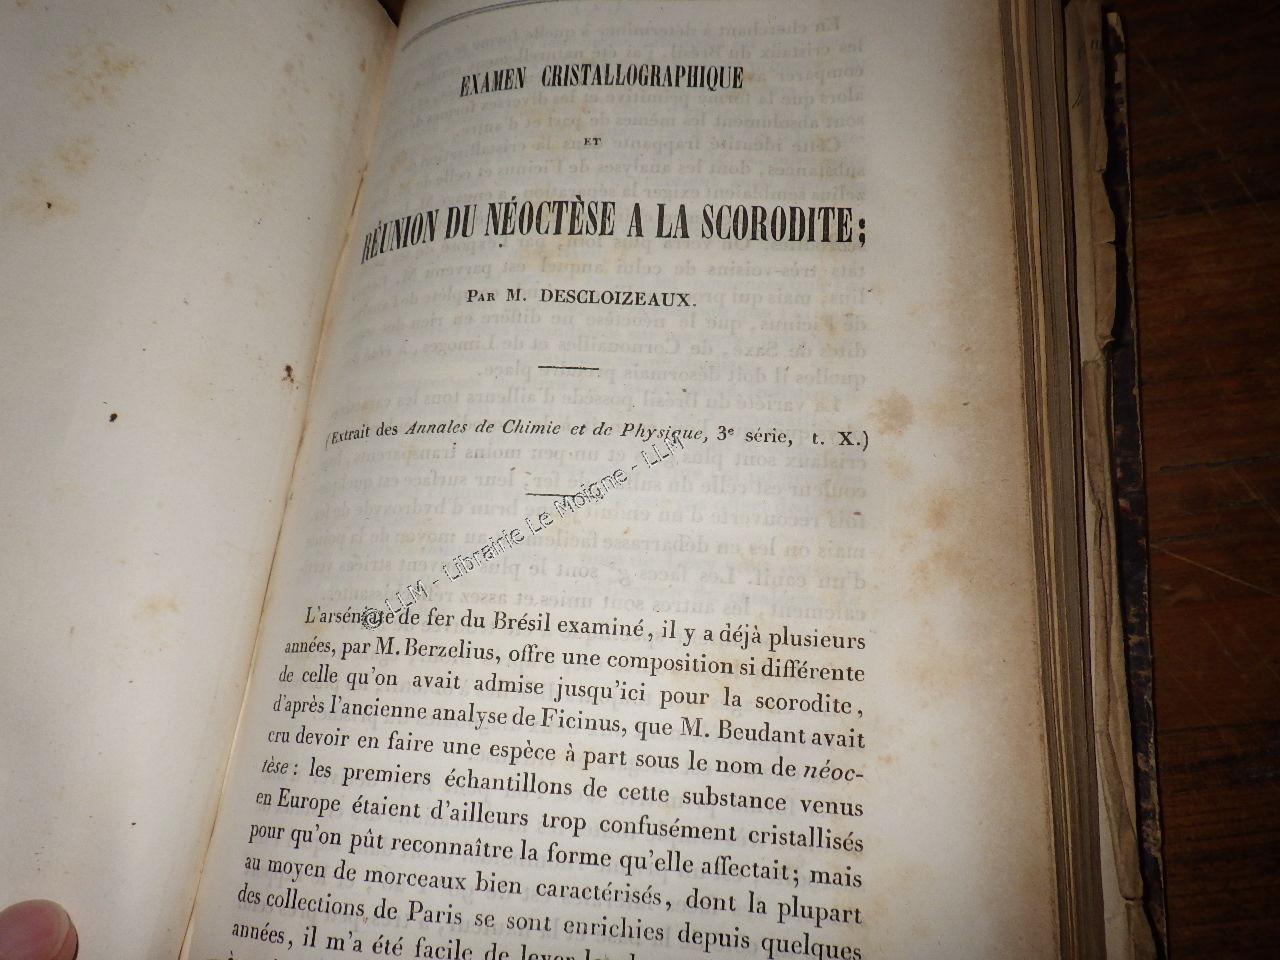 EXAMEN CRISTALLOGRAPHIQUE
ET
RÉUNION DU NÉOCTÈSE A LA SCORODITE;
PAR M. DESCLOIZEAUX.
(Extrait des Annales de Chimie et de Physique, 3e série, t. X.)
© LLM - Librairie Le Moigne - LLM
L'arséniate de fer du Brésil examiné, il y a déjà plusieurs
années, par M. Berzelius, offre une composition si différente
de celle qu'on avait admise jusqu'ici pour la scorodite,
d'après l'ancienne analyse de Ficinus, que M. Beudant avait
cru devoir en faire une espèce à part sous le nom de néoc-
tèse: les premiers échantillons de cette substance venus
en Europe étaient d'ailleurs trop confusément cristallisés
pour qu'on pût reconnaître la forme qu'elle affectait; mais
au moyen de morceaux bien caractérisés, dont la plupart
des collections de Paris se sont enrichies depuis quelques
années, il m'a été facile de